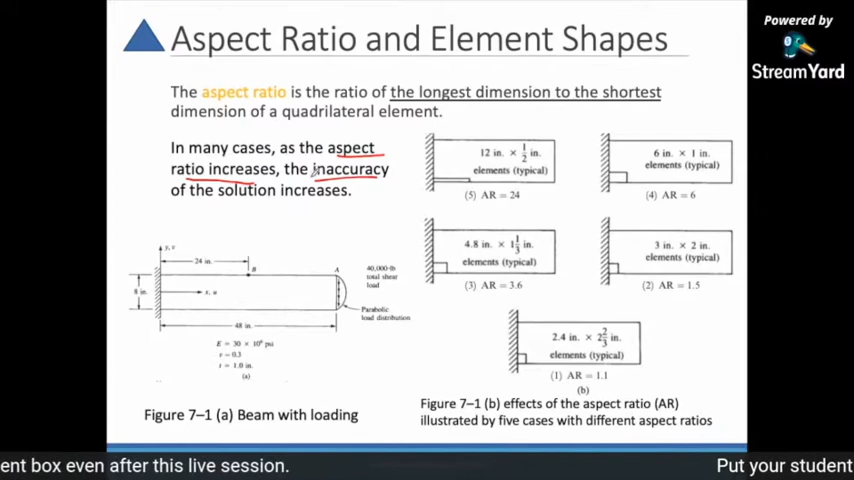 Powered by
StreamYard
Aspect Ratio and Element Shapes
The aspect ratio is the ratio of the longest dimension to the shortest
dimension of a quadrilateral element.
In many cases, as the aspect
ratio increases, the inaccuracy
of the solution increases.
12 in. × 1/2 in.
elements (typical)
(5) AR = 24
6 in. × 1 in.
elements (typical)
(4) AR = 6
4.8 in. × 1 1/3 in.
elements (typical)
(3) AR = 3.6
3 in. × 2 in.
elements (typical)
(2) AR = 1.5
2.4 in. × 2 2/3 in.
elements (typical)
(1) AR = 1.1
(b)
y, v
24 in.
B
A
8 in.
x, u
48 in.
40,000-lb
total shear
load
Parabolic
load distribution
E = 30 × 10⁶ psi
ν = 0.3
t = 1.0 in.
(a)
Figure 7–1 (a) Beam with loading
Figure 7–1 (b) effects of the aspect ratio (AR)
illustrated by five cases with different aspect ratios
ent box even after this live session.
Put your student